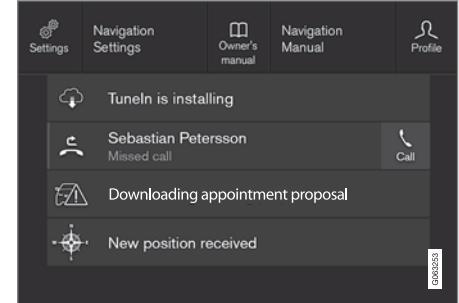 Settings
Navigation
Settings
Owner's
manual
Navigation
Manual
Profile
TuneIn is installing
Sebastian Petersson
Missed call
Call
Downloading appointment proposal
New position received
G063253